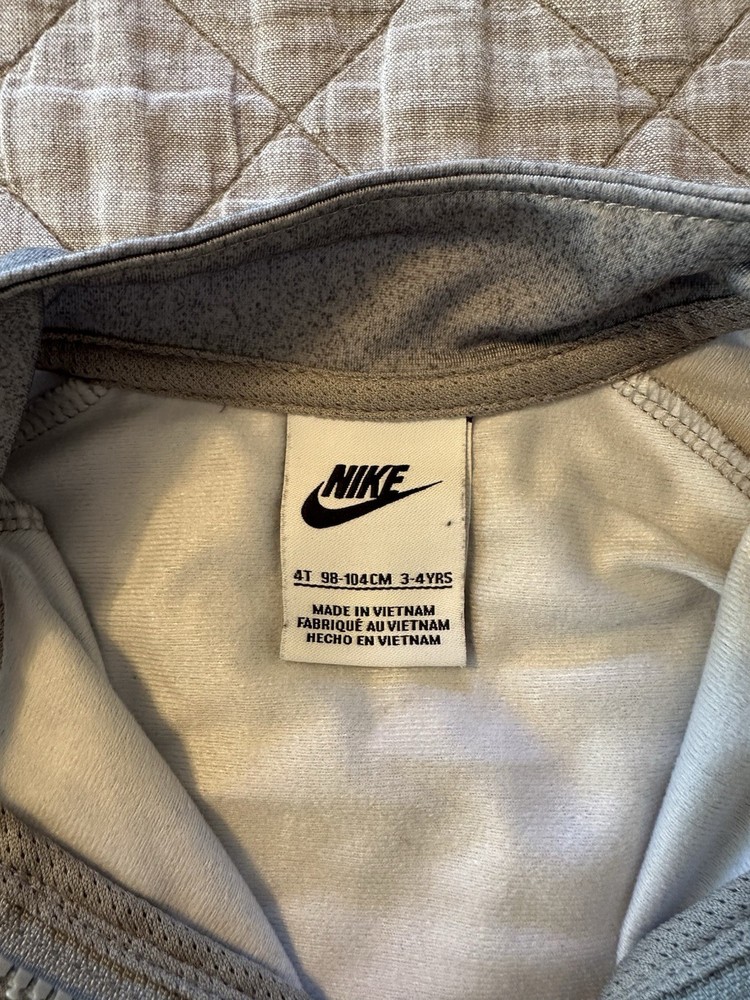 NIKE
4T 98-104CM 3-4YRS
MADE IN VIETNAM
FABRIQUÉ AU VIETNAM
HECHO EN VIETNAM